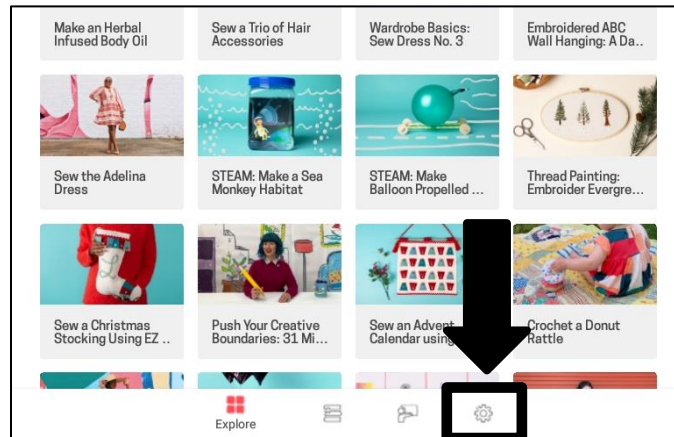 Make an Herbal
Infused Body Oil
Sew a Trio of Hair
Accessories
Wardrobe Basics:
Sew Dress No. 3
Embroidered ABC
Wall Hanging: A Da..
Sew the Adelina
Dress
STEAM: Make a Sea
Monkey Habitat
STEAM: Make
Balloon Propelled ...
Thread Painting:
Embroider Evergre...
Sew a Christmas
Stocking Using EZ ..
Push Your Creative
Boundaries: 31 Mi...
Sew an Advent
Calendar using
Crochet a Donut
Rattle
Explore